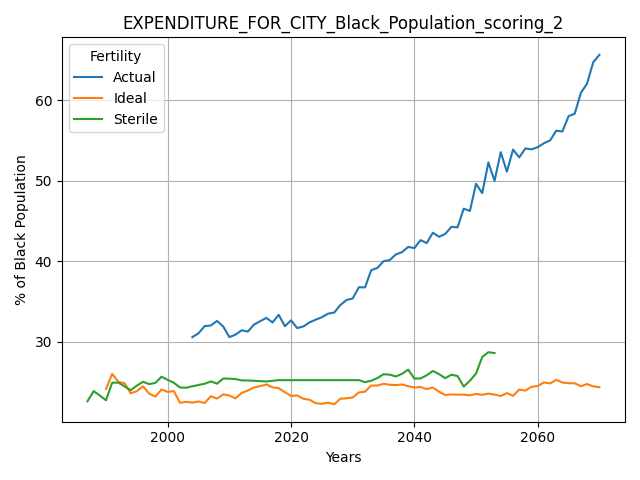 EXPENDITURE_FOR_CITY_Black_Population_scoring_2
Fertility
Actual
Ideal
Sterile
% of Black Population
60
50
40
30
2000
2020
2040
2060
Years